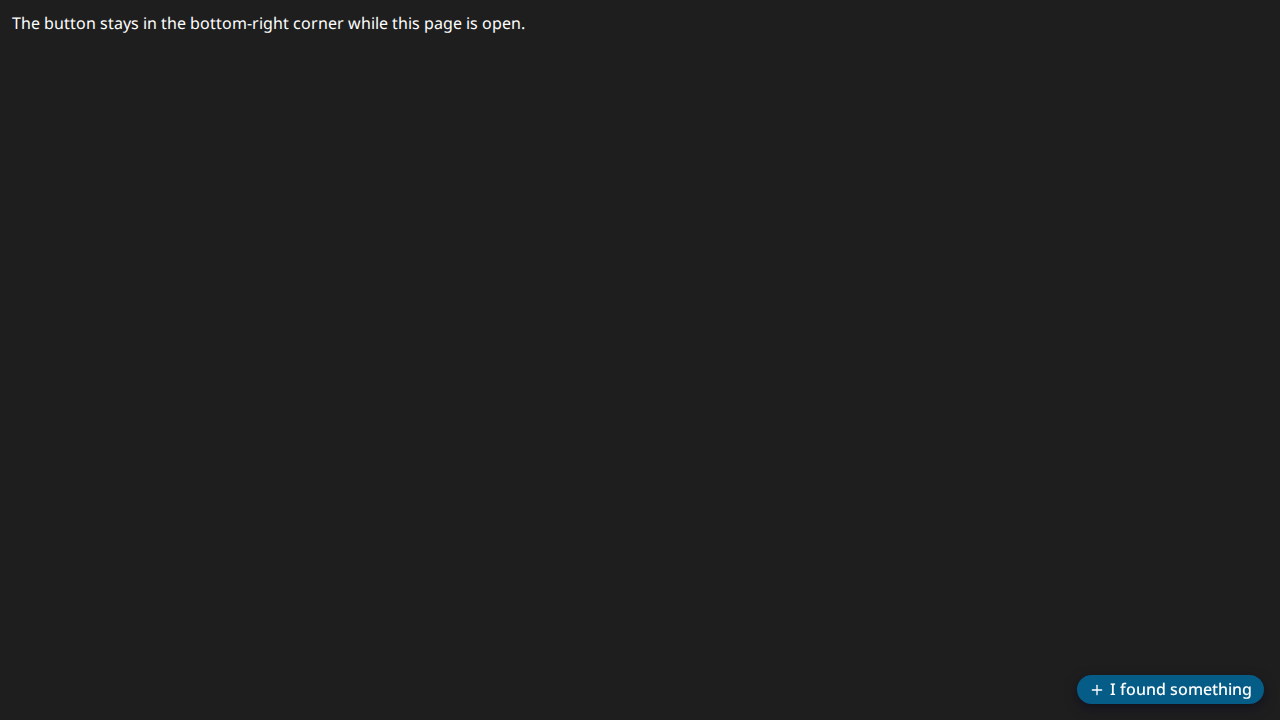 The button stays in the bottom-right corner while this page is open.
+ I found something